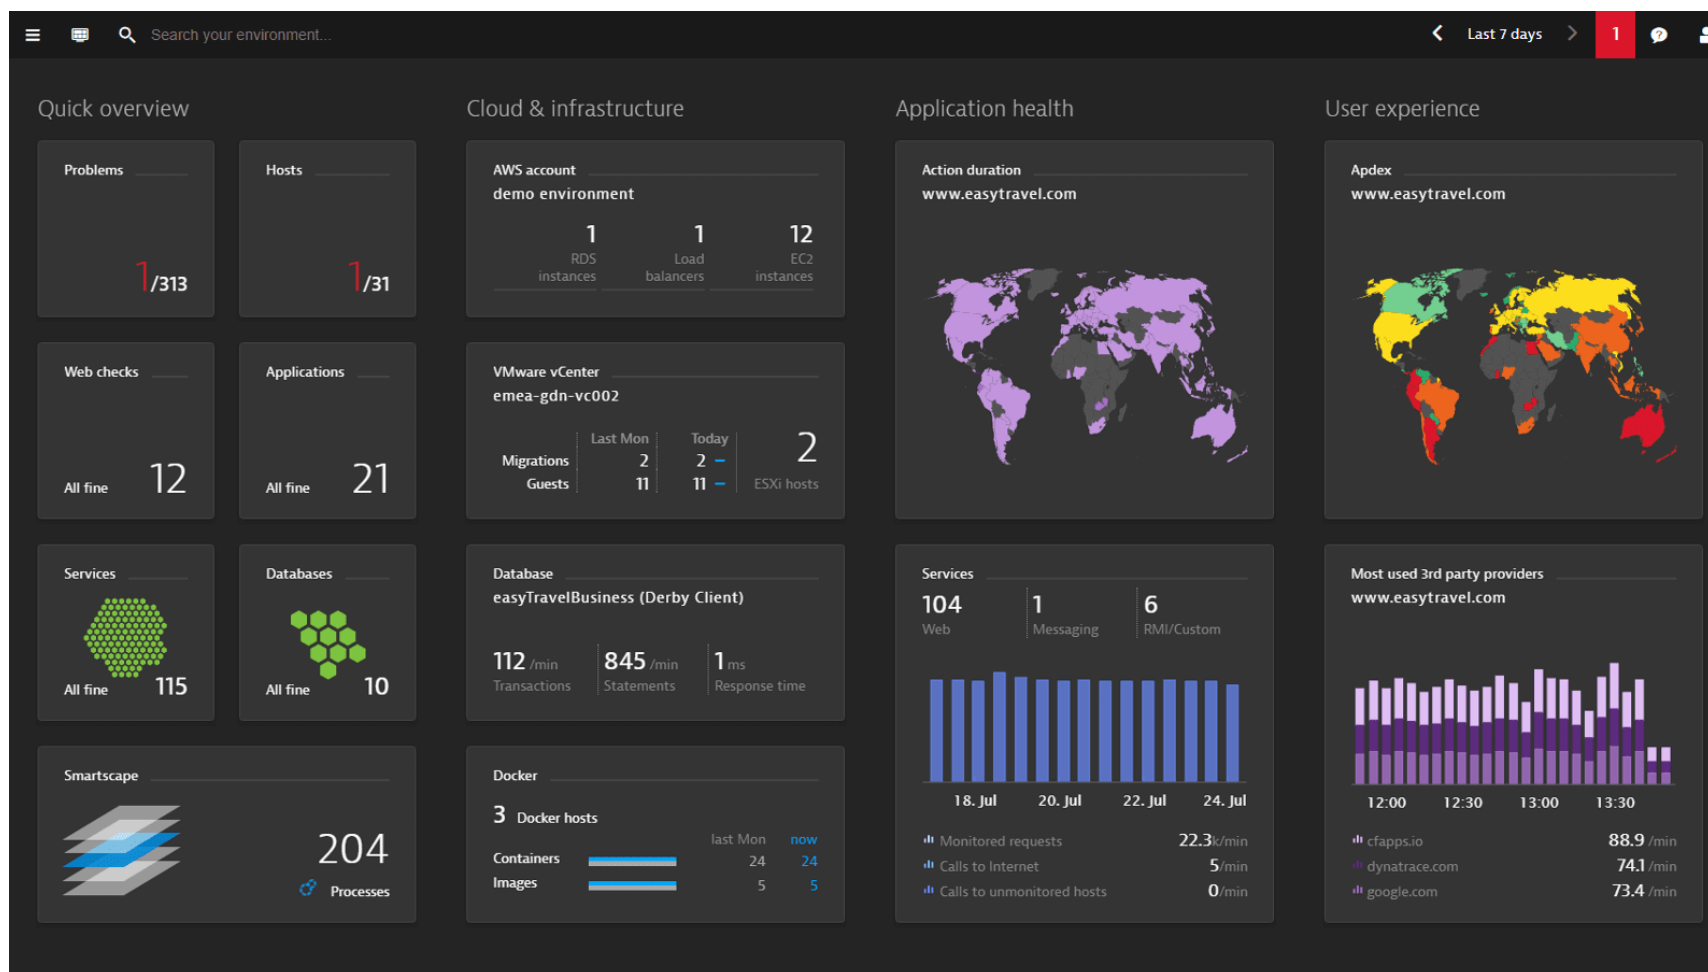 Search your environment...
Last 7 days
1
Quick overview
Problems
1/313
Hosts
1/31
Web checks
All fine 12
Applications
All fine 21
Services
All fine 115
Databases
All fine 10
Smartscape
204
Processes
Cloud & infrastructure
AWS account
demo environment
1 1 12
RDS Load EC2
instances balancers instances
VMware vCenter
emea-gdn-vc002
Last Mon Today
2
Migrations 2 2
Guests 11 11
ESXi hosts
Database
easyTravelBusiness (Derby Client)
112 /min 845 /min 1 ms
Transactions Statements Response time
Docker
3 Docker hosts
last Mon now
Containers 24 24
Images 5 5
Application health
Action duration
www.easytravel.com
Services
104 1 6
Web Messaging RMI/Custom
18. Jul 20. Jul 22. Jul 24. Jul
Monitored requests 22.3k/min
Calls to Internet 5/min
Calls to unmonitored hosts 0/min
User experience
Apdex
www.easytravel.com
Most used 3rd party providers
www.easytravel.com
12:00 12:30 13:00 13:30
cfapps.io 88.9 /min
dynatrace.com 74.1 /min
google.com 73.4 /min